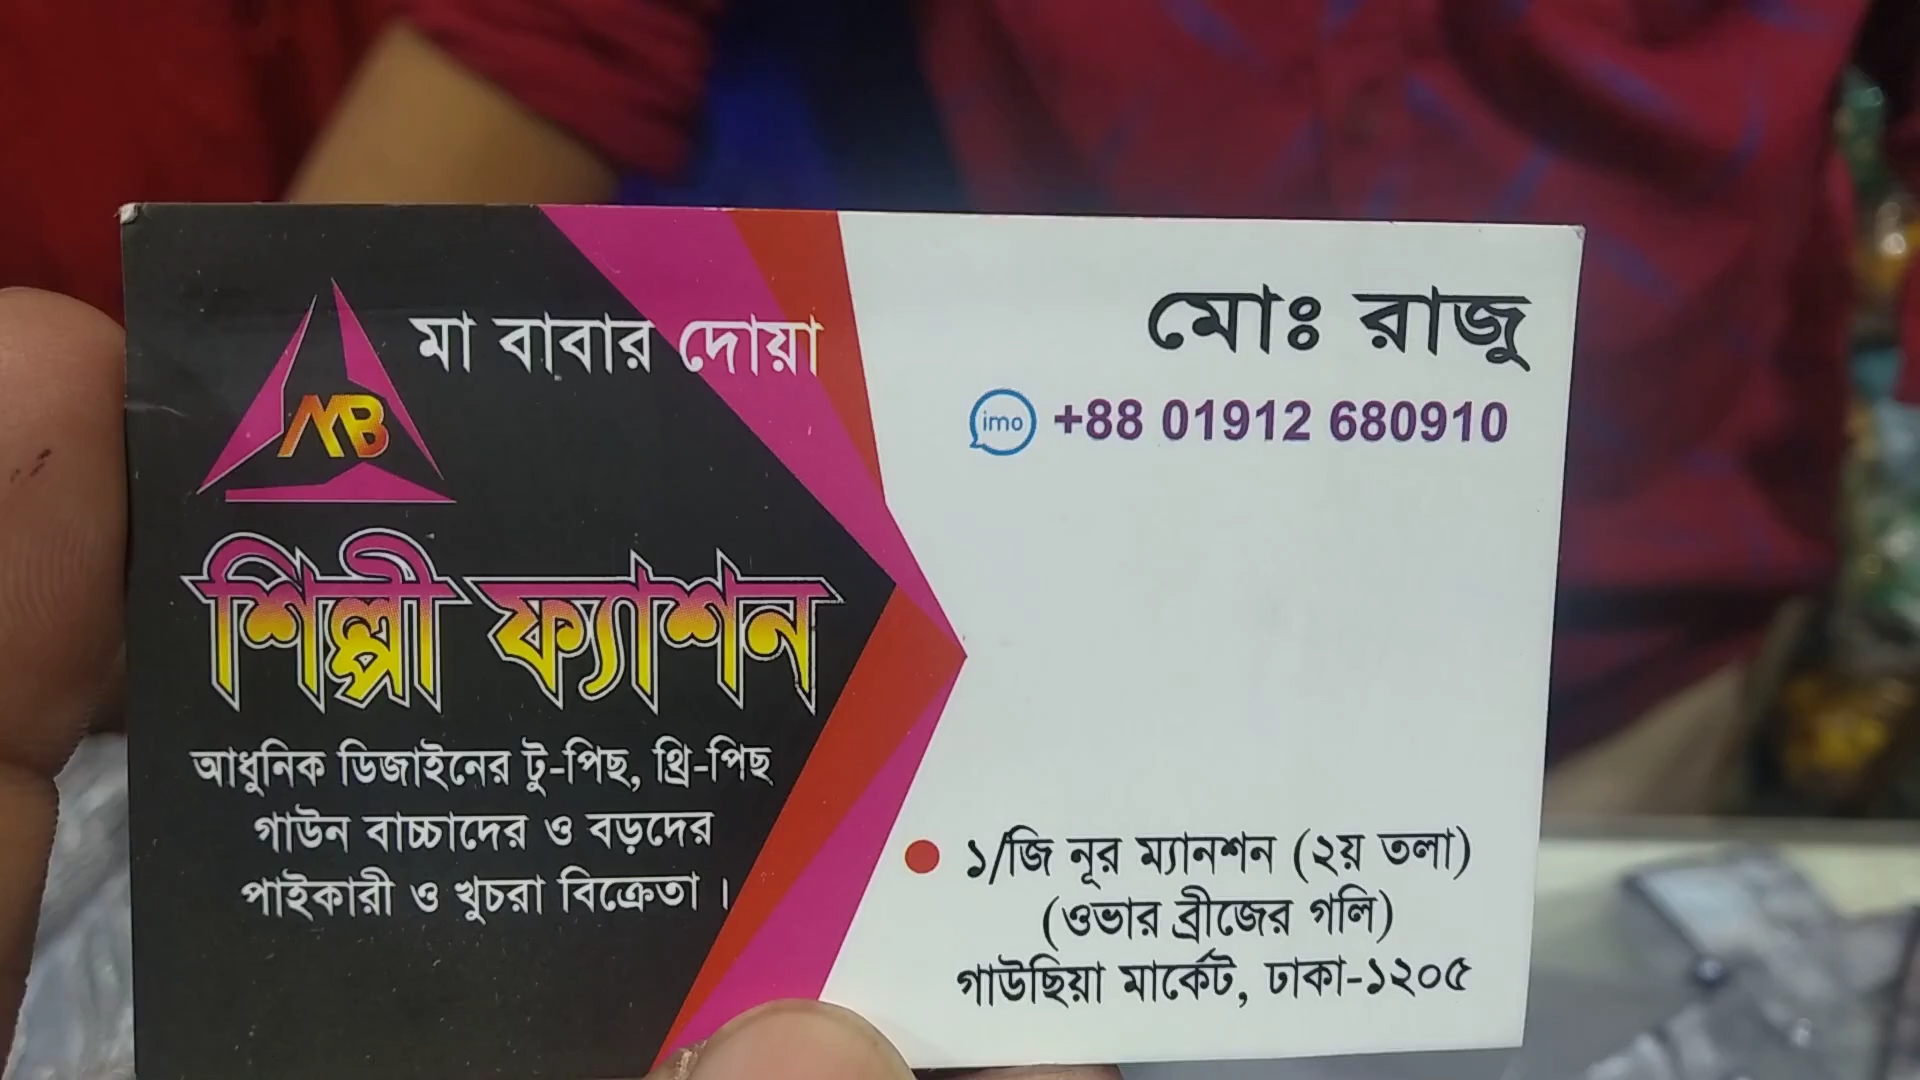 মা বাবার দোয়া
MB
শিল্পী ফ্যাশন
আধুনিক ডিজাইনের টু-পিছ, থ্রি-পিছ
গাউন বাচ্চাদের ও বড়দের
পাইকারী ও খুচরা বিক্রেতা ।
মোঃ রাজু
imo +88 01912 680910
১/জি নূর ম্যানশন (২য় তলা)
(ওভার ব্রীজের গলি)
গাউছিয়া মার্কেট, ঢাকা-১২০৫